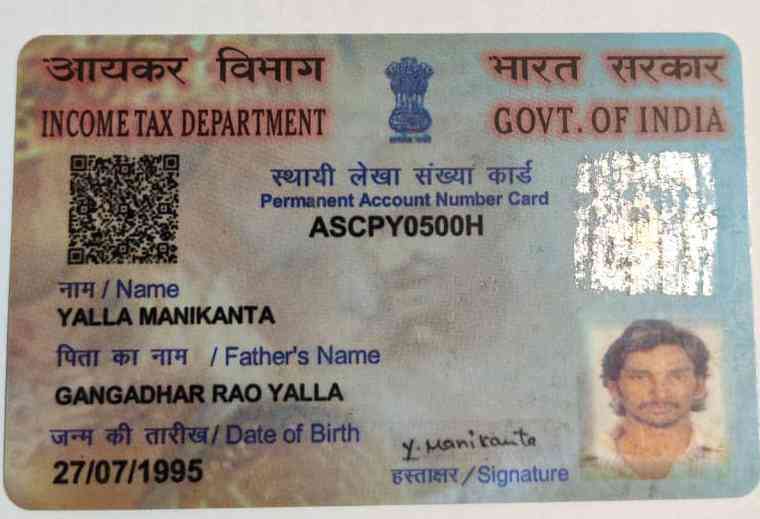 आयकर विभाग
भारत सरकार
INCOME TAX DEPARTMENT
GOVT. OF INDIA
स्थायी लेखा संख्या कार्ड
Permanent Account Number Card
ASCPY0500H
नाम / Name
YALLA MANIKANTA
पिता का नाम / Father's Name
GANGADHAR RAO YALLA
जन्म की तारीख / Date of Birth
27/07/1995
Y. Manikanta
हस्ताक्षर / Signature